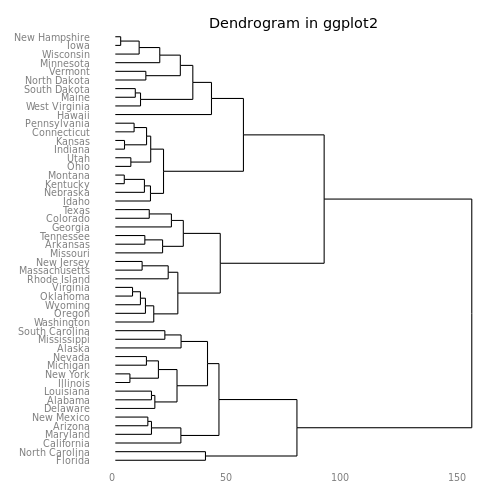 Dendrogram in ggplot2
New Hampshire
Iowa
Wisconsin
Minnesota
Vermont
North Dakota
South Dakota
Maine
West Virginia
Hawaii
Pennsylvania
Connecticut
Kansas
Indiana
Utah
Ohio
Montana
Kentucky
Nebraska
Idaho
Texas
Colorado
Georgia
Tennessee
Arkansas
Missouri
New Jersey
Massachusetts
Rhode Island
Virginia
Oklahoma
Wyoming
Oregon
Washington
South Carolina
Mississippi
Alaska
Nevada
Michigan
New York
Illinois
Louisiana
Alabama
Delaware
New Mexico
Arizona
Maryland
California
North Carolina
Florida
0 50 100 150